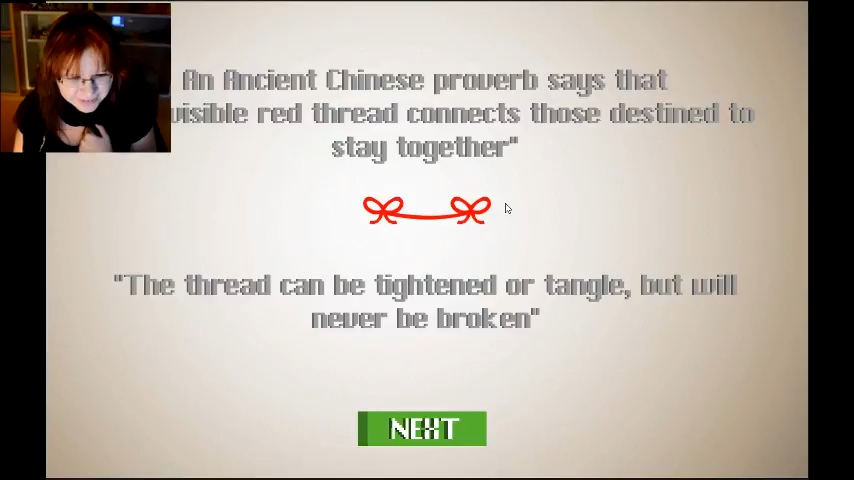 An Ancient Chinese proverb says that
visible red thread connects those destined to
stay together"
"The thread can be tightened or tangle, but will
never be broken"
NEXT